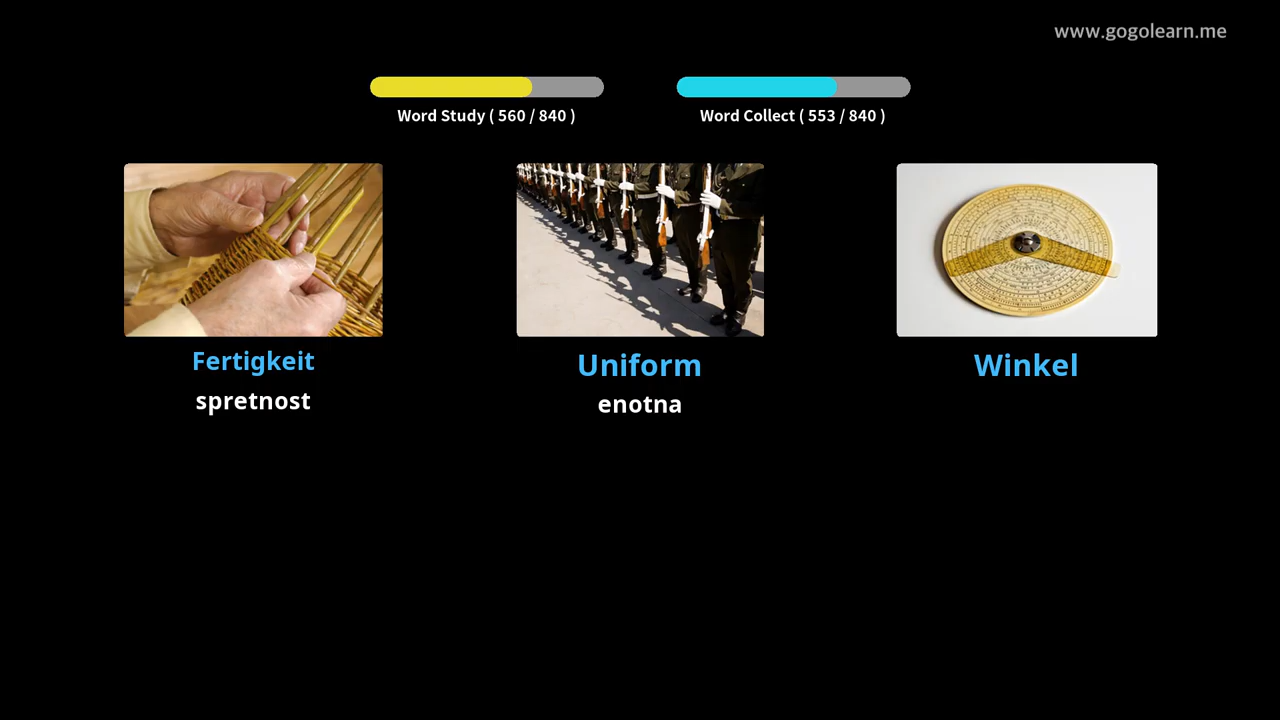 www.gogolearn.me
Word Study ( 560 / 840 )
Word Collect ( 553 / 840 )
Fertigkeit
spretnost
Uniform
enotna
Winkel